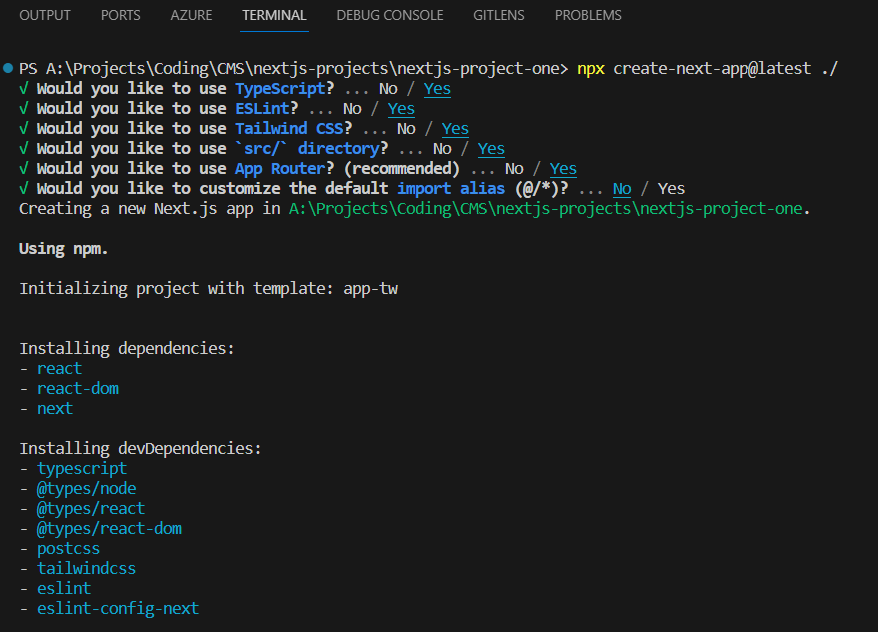 OUTPUT PORTS AZURE TERMINAL DEBUG CONSOLE GITLENS PROBLEMS
PS A:\Projects\Coding\CMS\nextjs-projects\nextjs-project-one> npx create-next-app@latest ./
√ Would you like to use TypeScript? ... No / Yes
√ Would you like to use ESLint? ... No / Yes
√ Would you like to use Tailwind CSS? ... No / Yes
√ Would you like to use `src/` directory? ... No / Yes
√ Would you like to use App Router? (recommended) ... No / Yes
√ Would you like to customize the default import alias (@/*)? ... No / Yes
Creating a new Next.js app in A:\Projects\Coding\CMS\nextjs-projects\nextjs-project-one.
Using npm.
Initializing project with template: app-tw
Installing dependencies:
- react
- react-dom
- next
Installing devDependencies:
- typescript
- @types/node
- @types/react
- @types/react-dom
- postcss
- tailwindcss
- eslint
- eslint-config-next